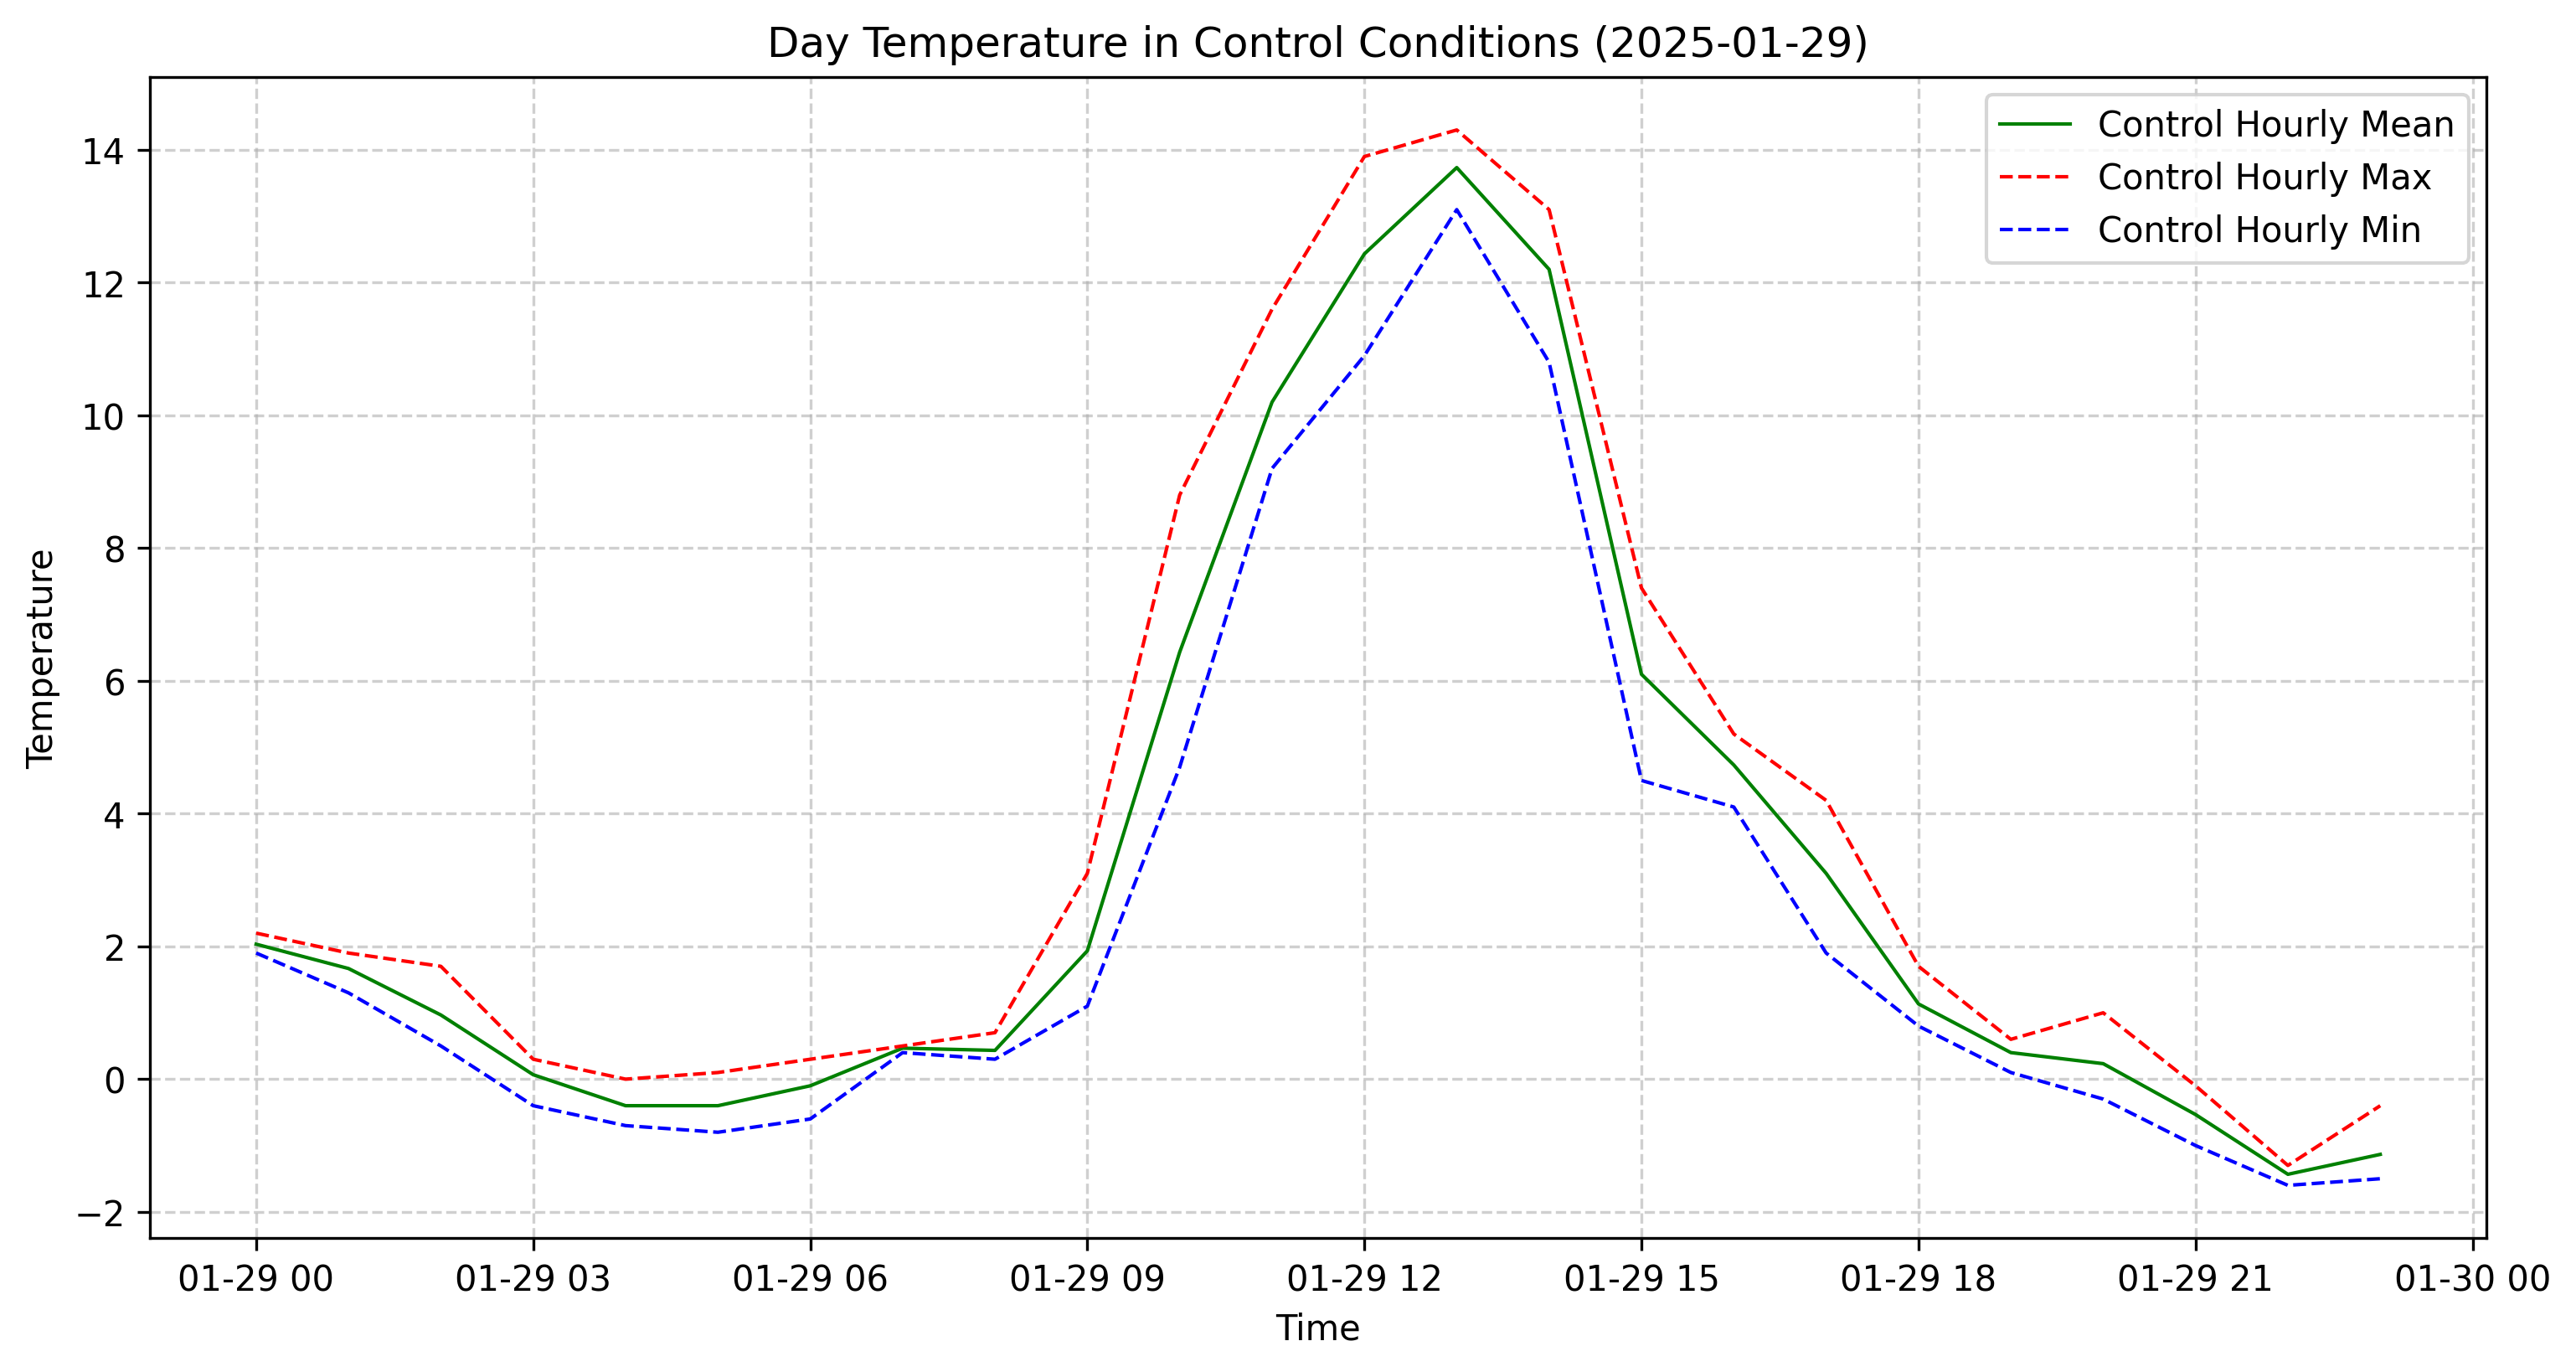 Day Temperature in Control Conditions (2025-01-29)
Control Hourly Mean
Control Hourly Max
Control Hourly Min
Temperature
14
12
10
8
6
4
2
0
−2
01-29 00 01-29 03 01-29 06 01-29 09 01-29 12 01-29 15 01-29 18 01-29 21 01-30 00
Time